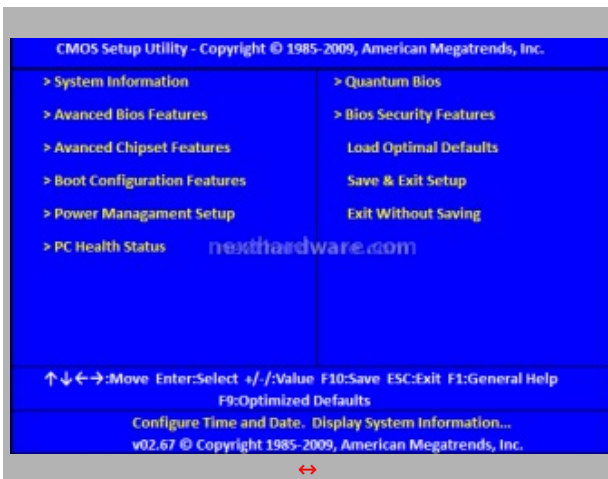 CMOS Setup Utility - Copyright © 1985-2009, American Megatrends, Inc.
> System Information
> Avanced Bios Features
> Avanced Chipset Features
> Boot Configuration Features
> Power Managament Setup
> PC Health Status
> Quantum Bios
> Bios Security Features
Load Optimal Defaults
Save & Exit Setup
Exit Without Saving
nexthardware.com
↑↓←→:Move Enter:Select +/-/:Value F10:Save ESC:Exit F1:General Help
F9:Optimized Defaults
Configure Time and Date. Display System Information...
v02.67 © Copyright 1985-2009, American Megatrends, Inc.